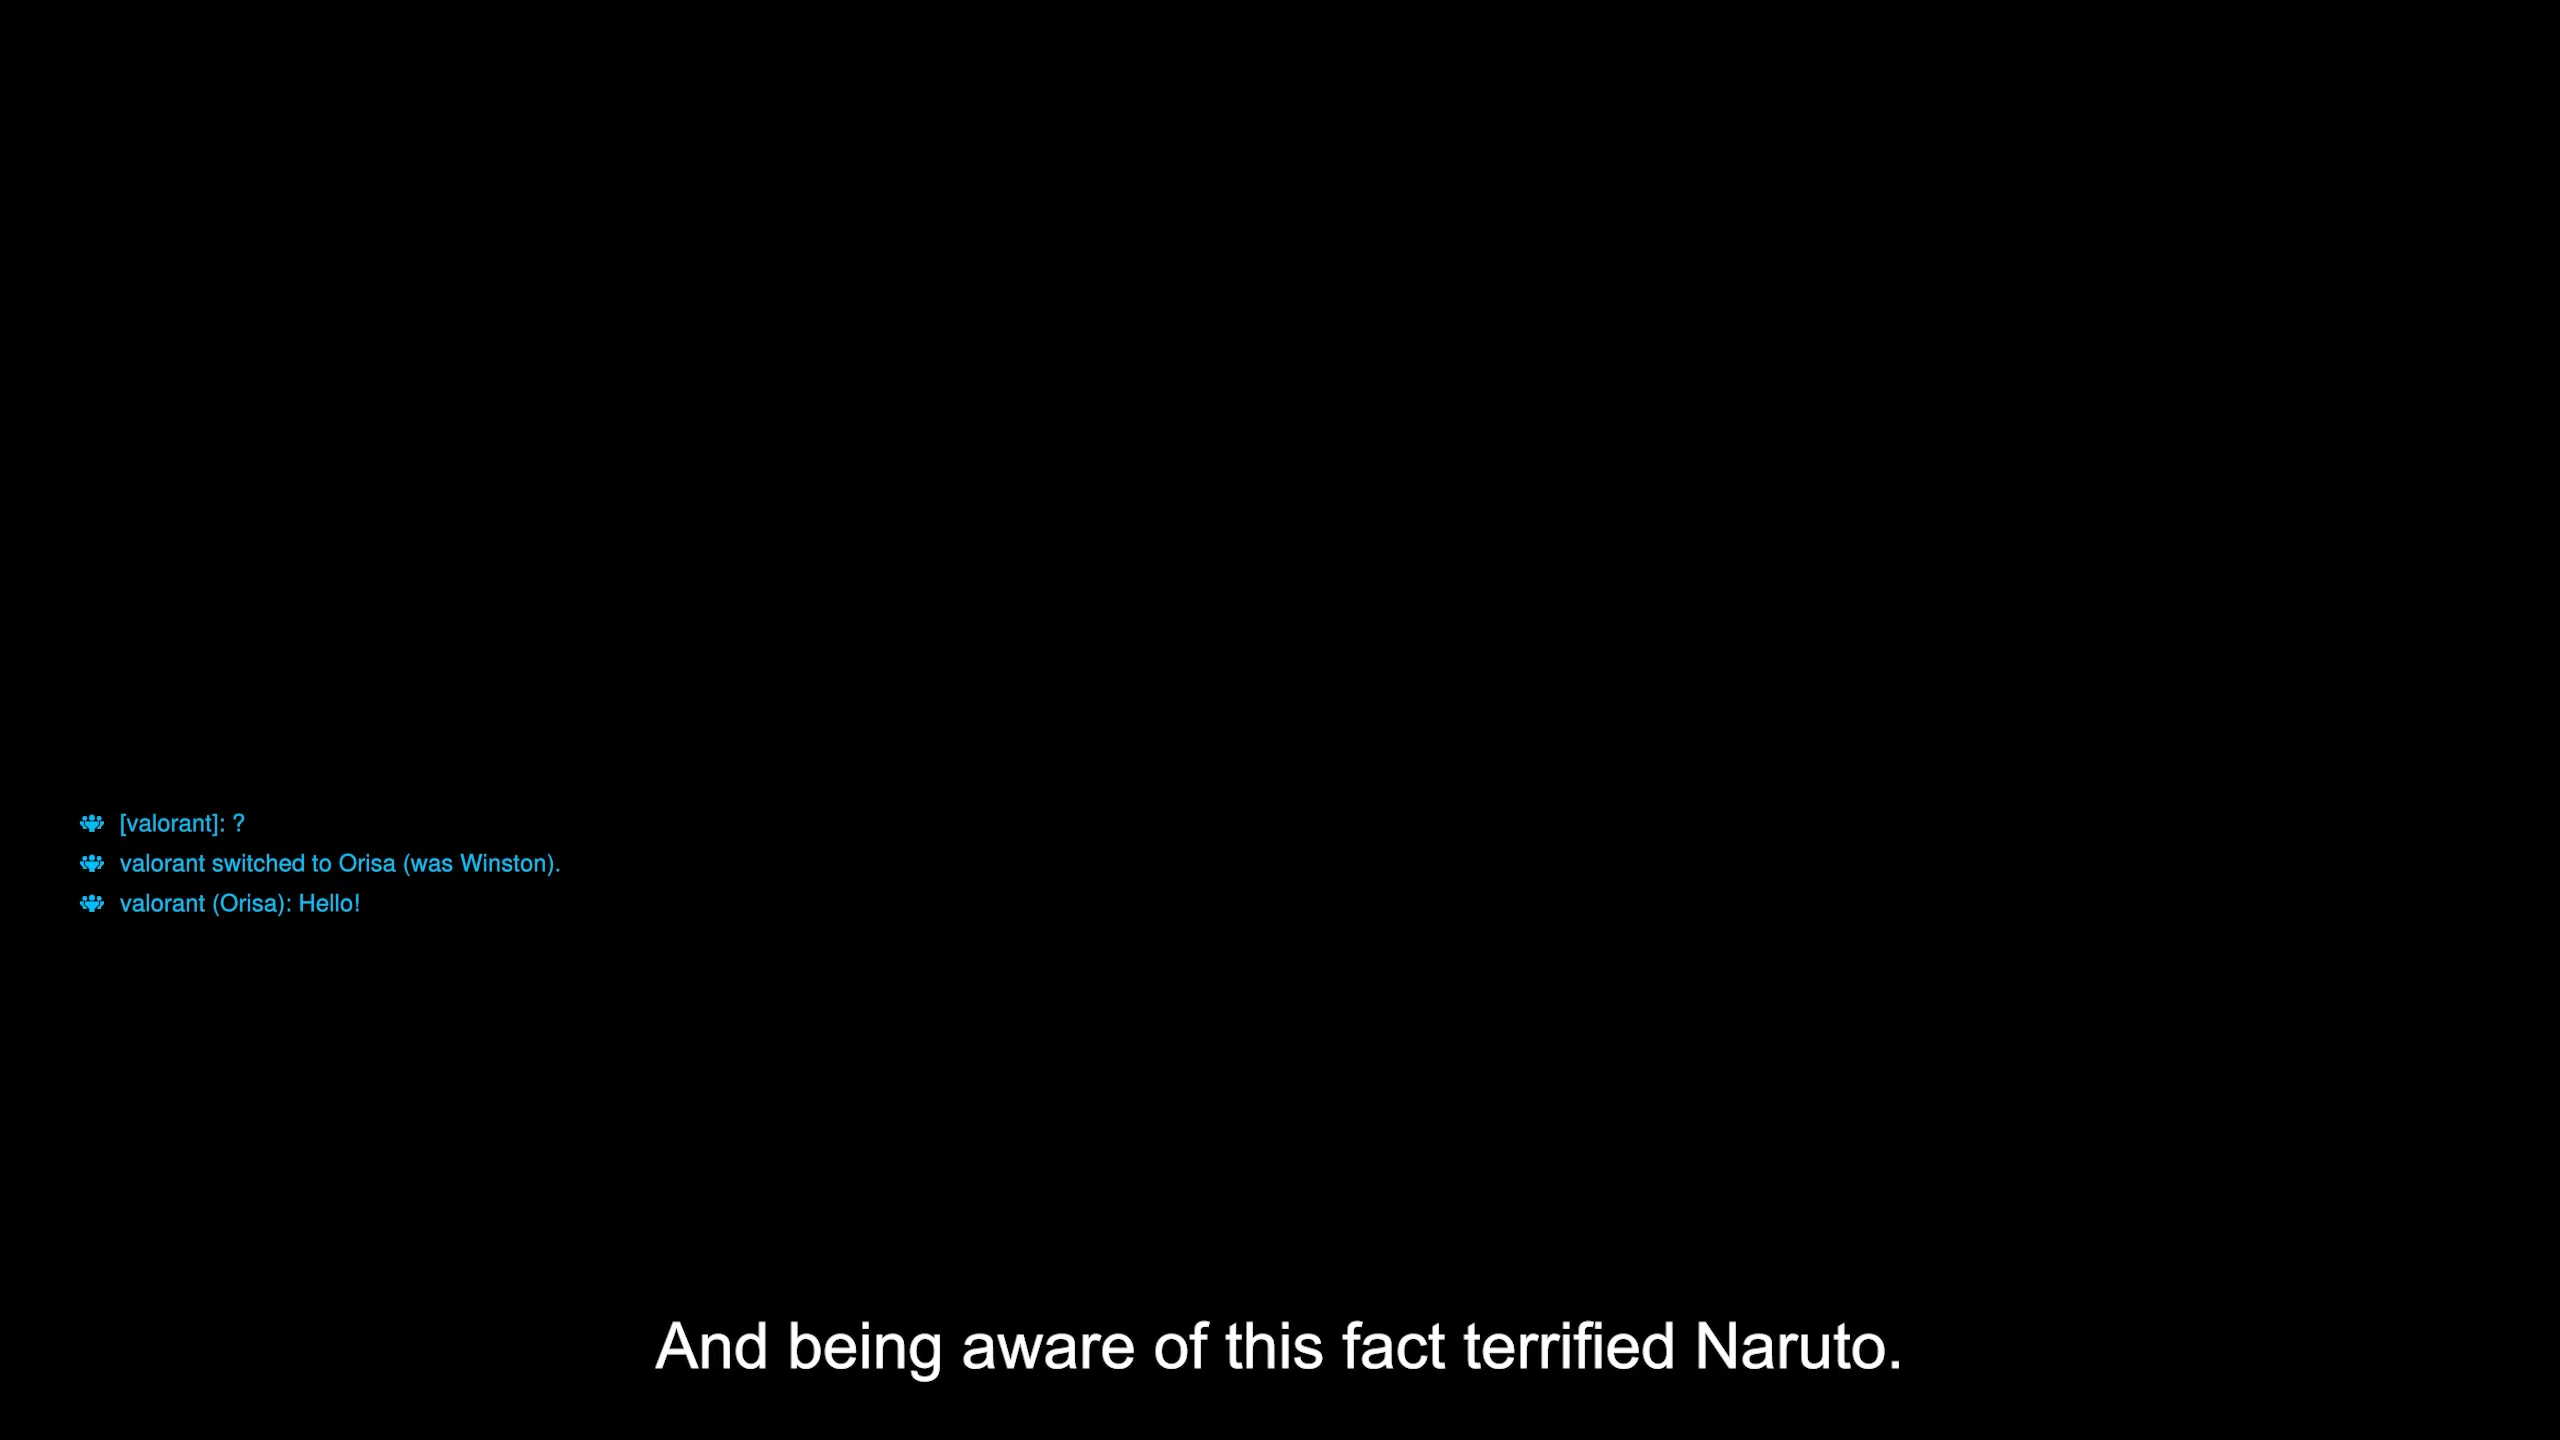 [valorant]: ?
valorant switched to Orisa (was Winston).
valorant (Orisa): Hello!
And being aware of this fact terrified Naruto.